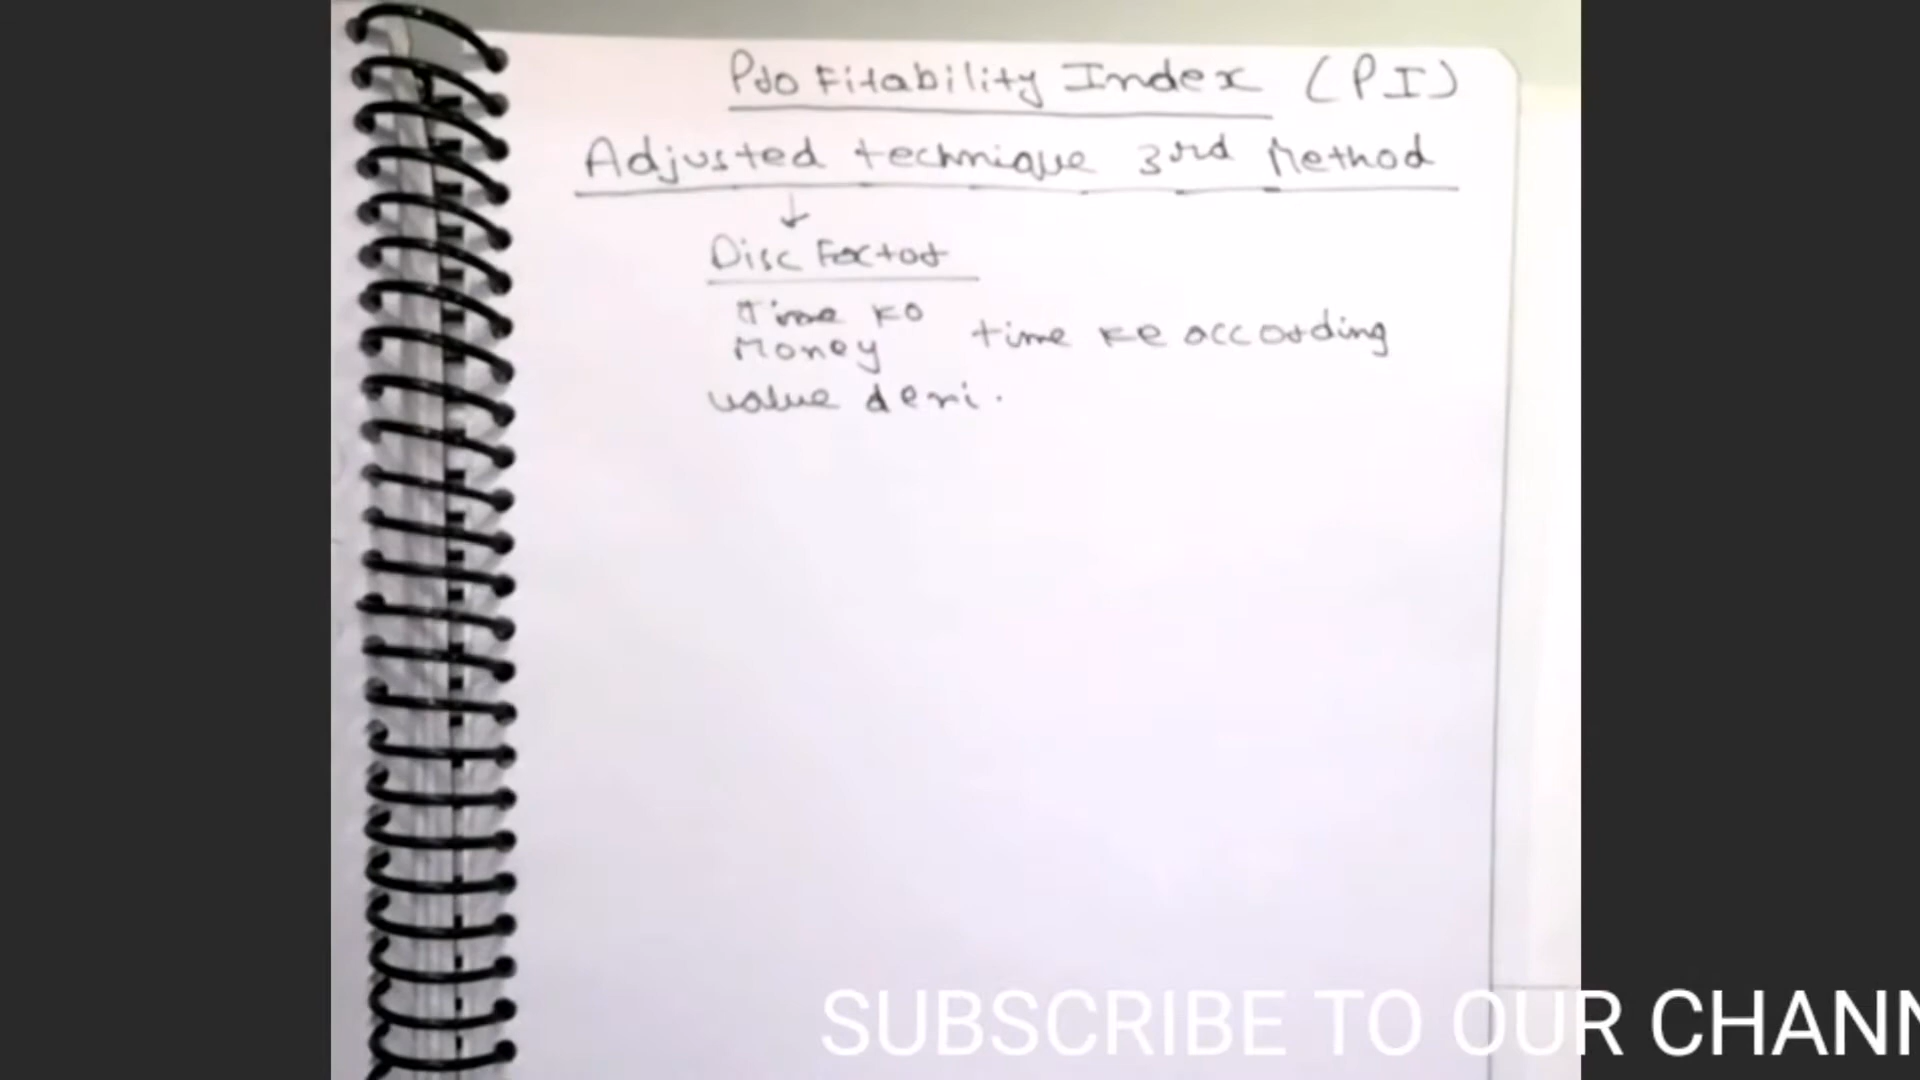 Profitability Index (PI)
Adjusted technique 3rd Method
↓
Disc Factor
Time ko
Money time ke according
value deni.
SUBSCRIBE TO OUR CHANN